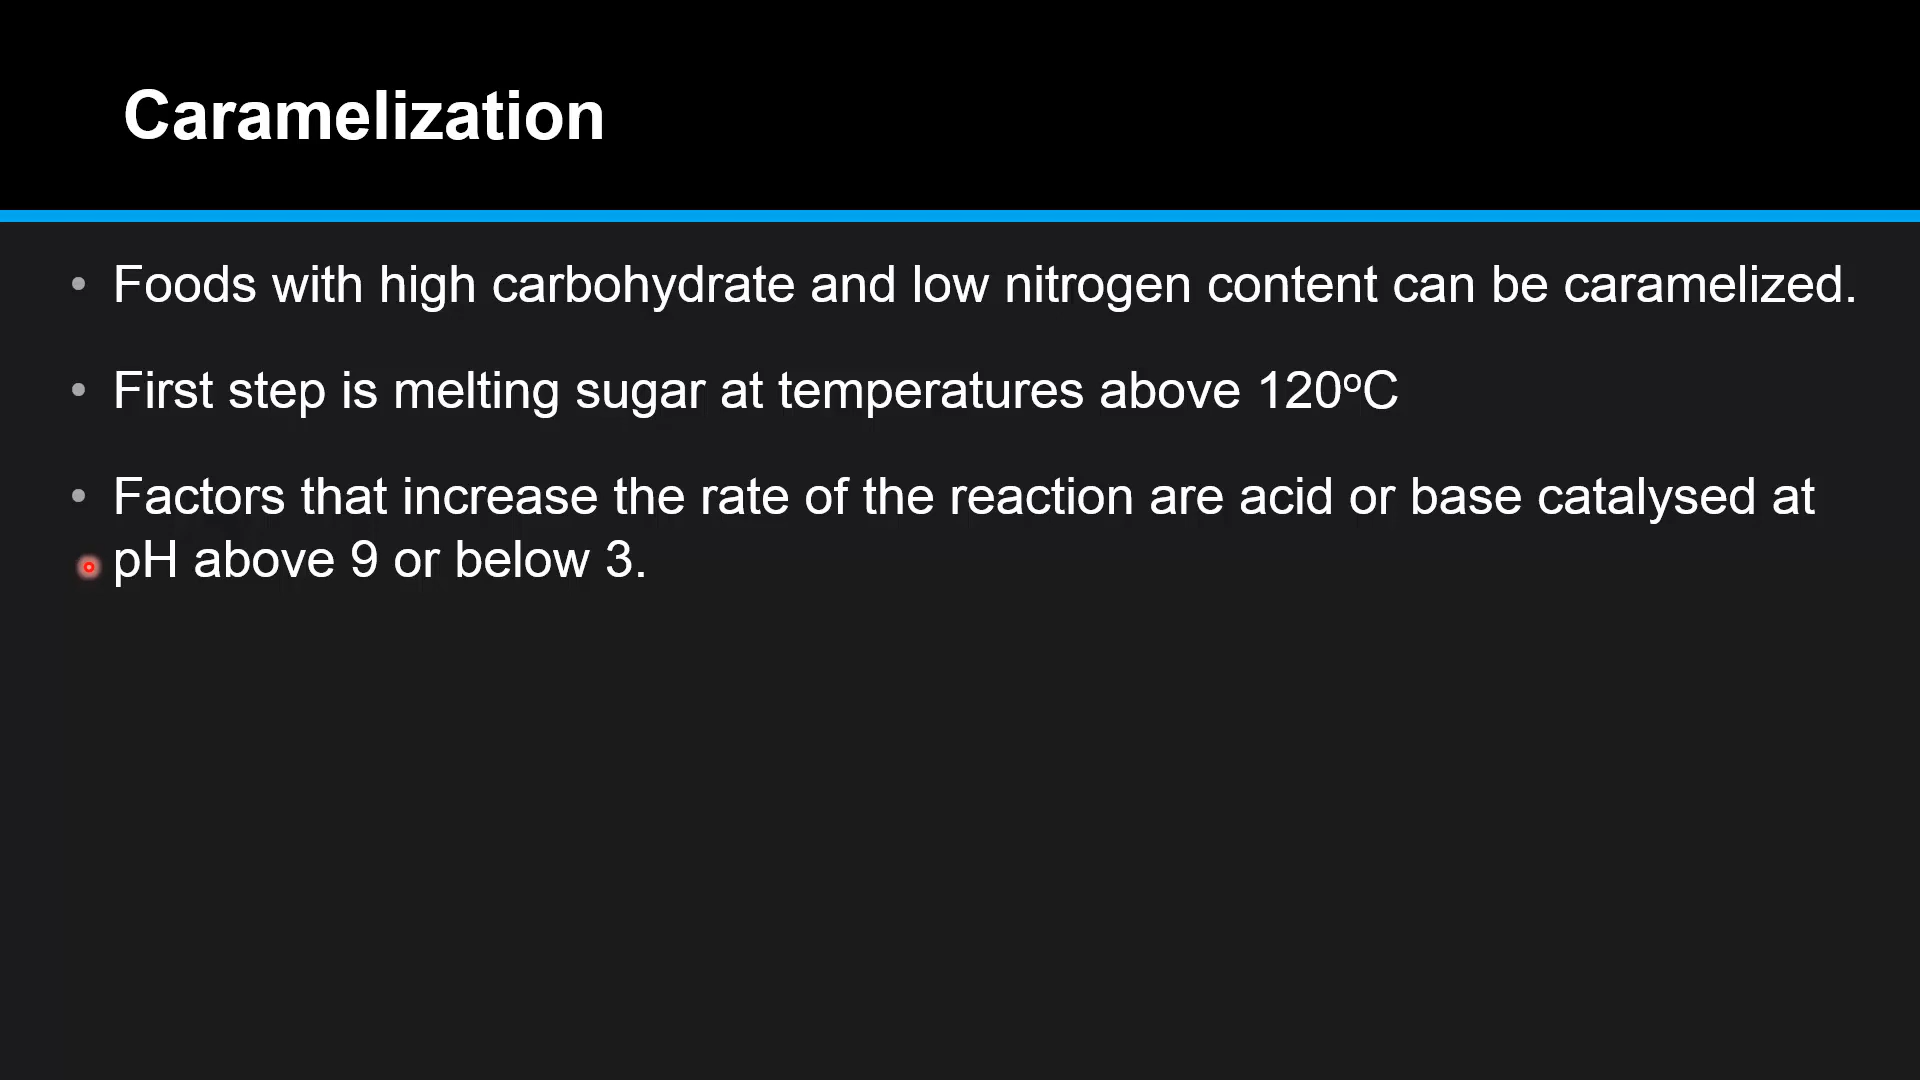 Caramelization
• Foods with high carbohydrate and low nitrogen content can be caramelized.
• First step is melting sugar at temperatures above 120ºC
• Factors that increase the rate of the reaction are acid or base catalysed at
pH above 9 or below 3.